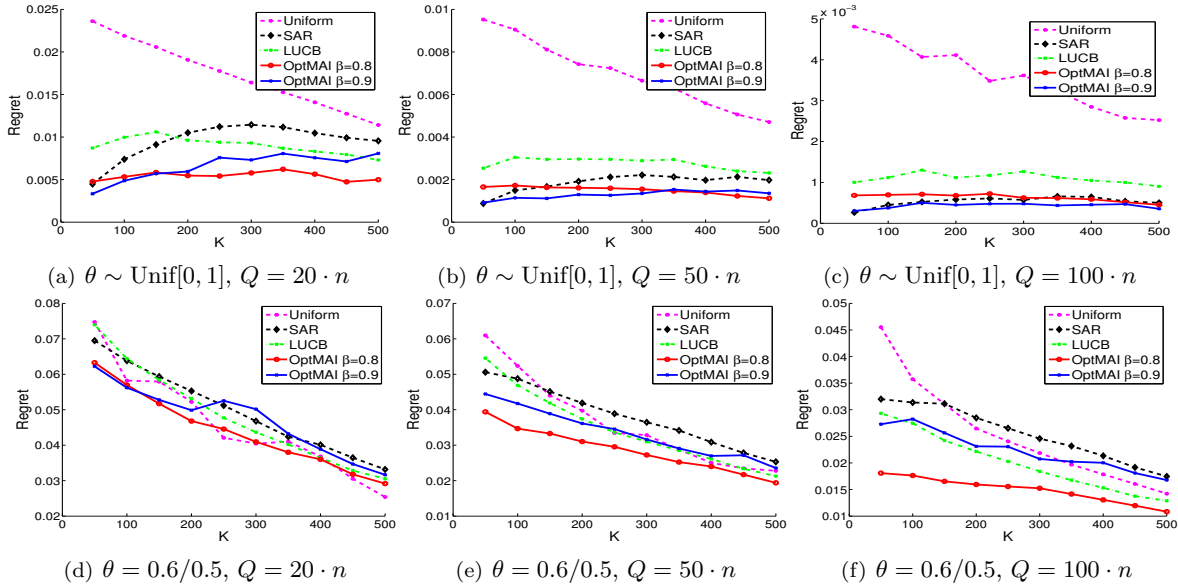 Uniform
SAR
LUCB
OptMAI β=0.8
OptMAI β=0.9
Regret
0.025
0.02
0.015
0.01
0.005
0
0 100 200 300 400 500
K
(a) θ ∼ Unif[0, 1], Q = 20 · n
Uniform
SAR
LUCB
OptMAI β=0.8
OptMAI β=0.9
Regret
0.01
0.008
0.006
0.004
0.002
0
0 100 200 300 400 500
K
(b) θ ∼ Unif[0, 1], Q = 50 · n
x 10⁻³
Uniform
SAR
LUCB
OptMAI β=0.8
OptMAI β=0.9
Regret
5
4
3
2
1
0
0 100 200 300 400 500
K
(c) θ ∼ Unif[0, 1], Q = 100 · n
Uniform
SAR
LUCB
OptMAI β=0.8
OptMAI β=0.9
Regret
0.08
0.07
0.06
0.05
0.04
0.03
0.02
0 100 200 300 400 500
K
(d) θ = 0.6/0.5, Q = 20 · n
Uniform
SAR
LUCB
OptMAI β=0.8
OptMAI β=0.9
Regret
0.07
0.06
0.05
0.04
0.03
0.02
0.01
0 100 200 300 400 500
K
(e) θ = 0.6/0.5, Q = 50 · n
Uniform
SAR
LUCB
OptMAI β=0.8
OptMAI β=0.9
Regret
0.045
0.04
0.035
0.03
0.025
0.02
0.015
0.01
0 100 200 300 400 500
K
(f) θ = 0.6/0.5, Q = 100 · n